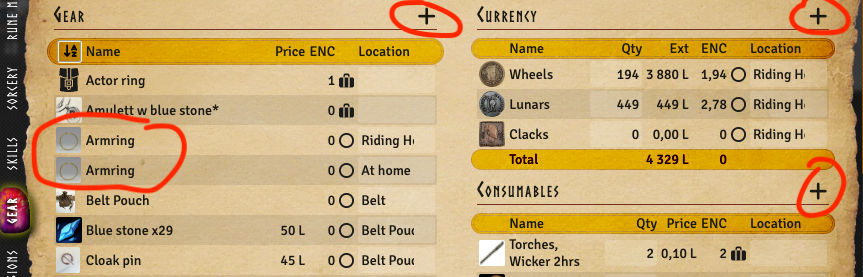 GEAR
Name Price ENC Location
Actor ring 1
Amulett w blue stone* 0
Armring 0 Riding H
Armring 0 At home
Belt Pouch 0 Belt
Blue stone x29 50 L 0 Belt Pouc
Cloak pin 45 L 0 Belt Pouc
CURRENCY
Name Qty Ext ENC Location
Wheels 194 3 880 L 1,94 Riding H
Lunars 449 449 L 2,78 Riding H
Clacks 0 0,00 L 0 Riding H
Total 4 329 L 0
CONSUMABLES
Name Qty Price ENC Location
Torches,
Wicker 2hrs 2 0,10 L 2
RUNE M
SORCERY
SKILLS
GEAR